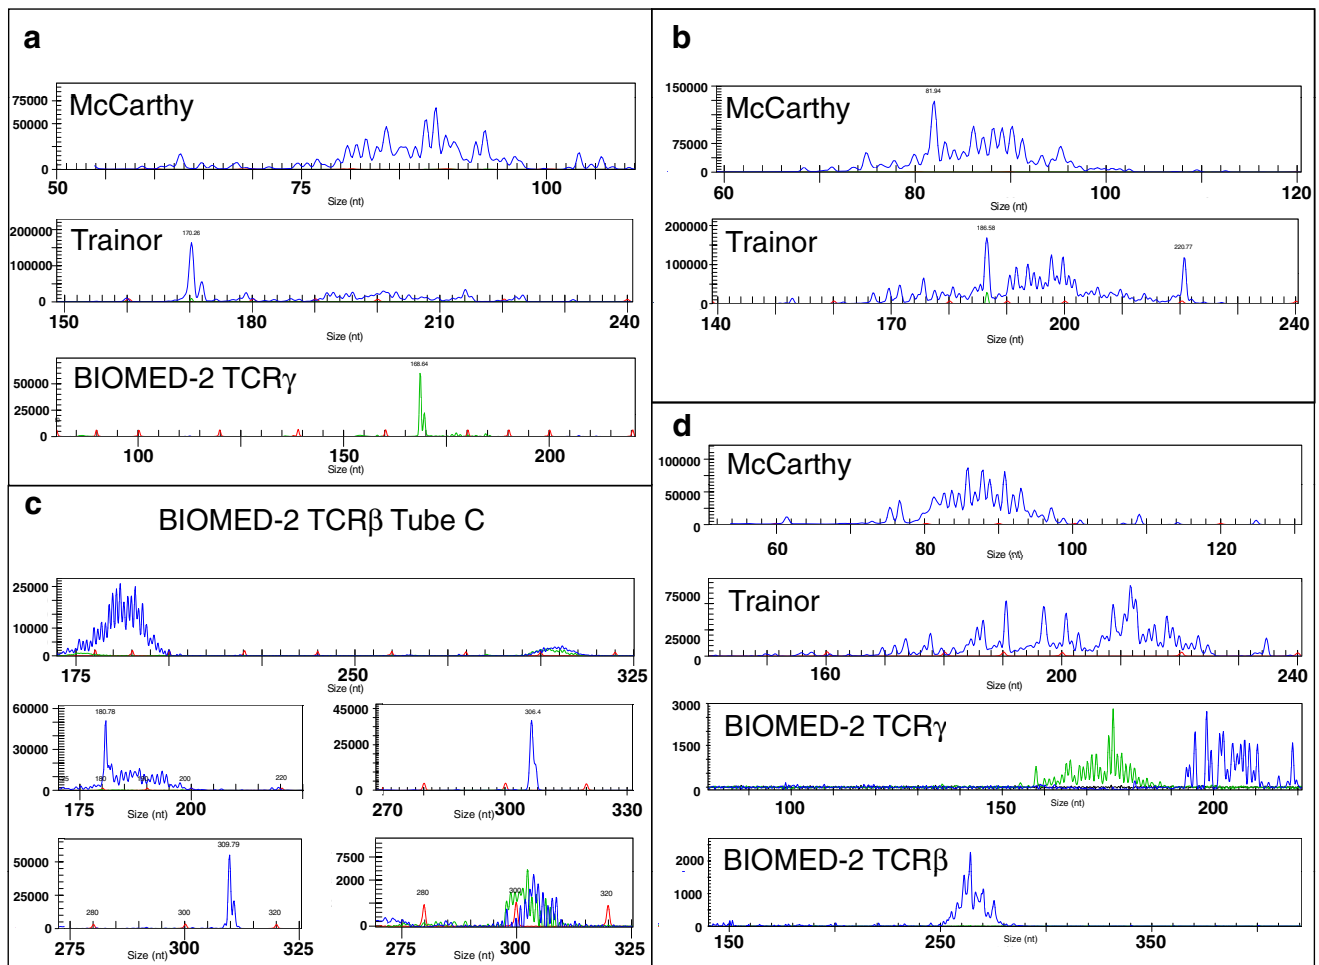 a
McCarthy
75000
50000
0
50 75 100
Size (nt)
Trainor
170.26
200000
100000
0
150 180 210 240
Size (nt)
BIOMED-2 TCRγ
168.64
50000
25000
0
100 150 200
Size (nt)
b
McCarthy
81.94
150000
75000
0
60 80 100 120
Size (nt)
Trainor
186.58
220.77
200000
100000
0
140 170 200 240
Size (nt)
c
BIOMED-2 TCRβ Tube C
25000
10000
0
175 250 325
Size (nt)
60000
30000
0
180.78
180 200 220
175 200
Size (nt)
45000
25000
0
306.4
270 300 330
Size (nt)
50000
25000
0
309.79
280 300 320
275 300 325
Size (nt)
7500
2000
0
280 300 320
275 300 325
Size (nt)
d
McCarthy
100000
50000
0
60 80 100 120
Size (nt)
Trainor
75000
25000
0
160 200 240
Size (nt)
BIOMED-2 TCRγ
3000
1500
0
100 150 200
Size (nt)
BIOMED-2 TCRβ
2000
1000
0
150 250 350
Size (nt)